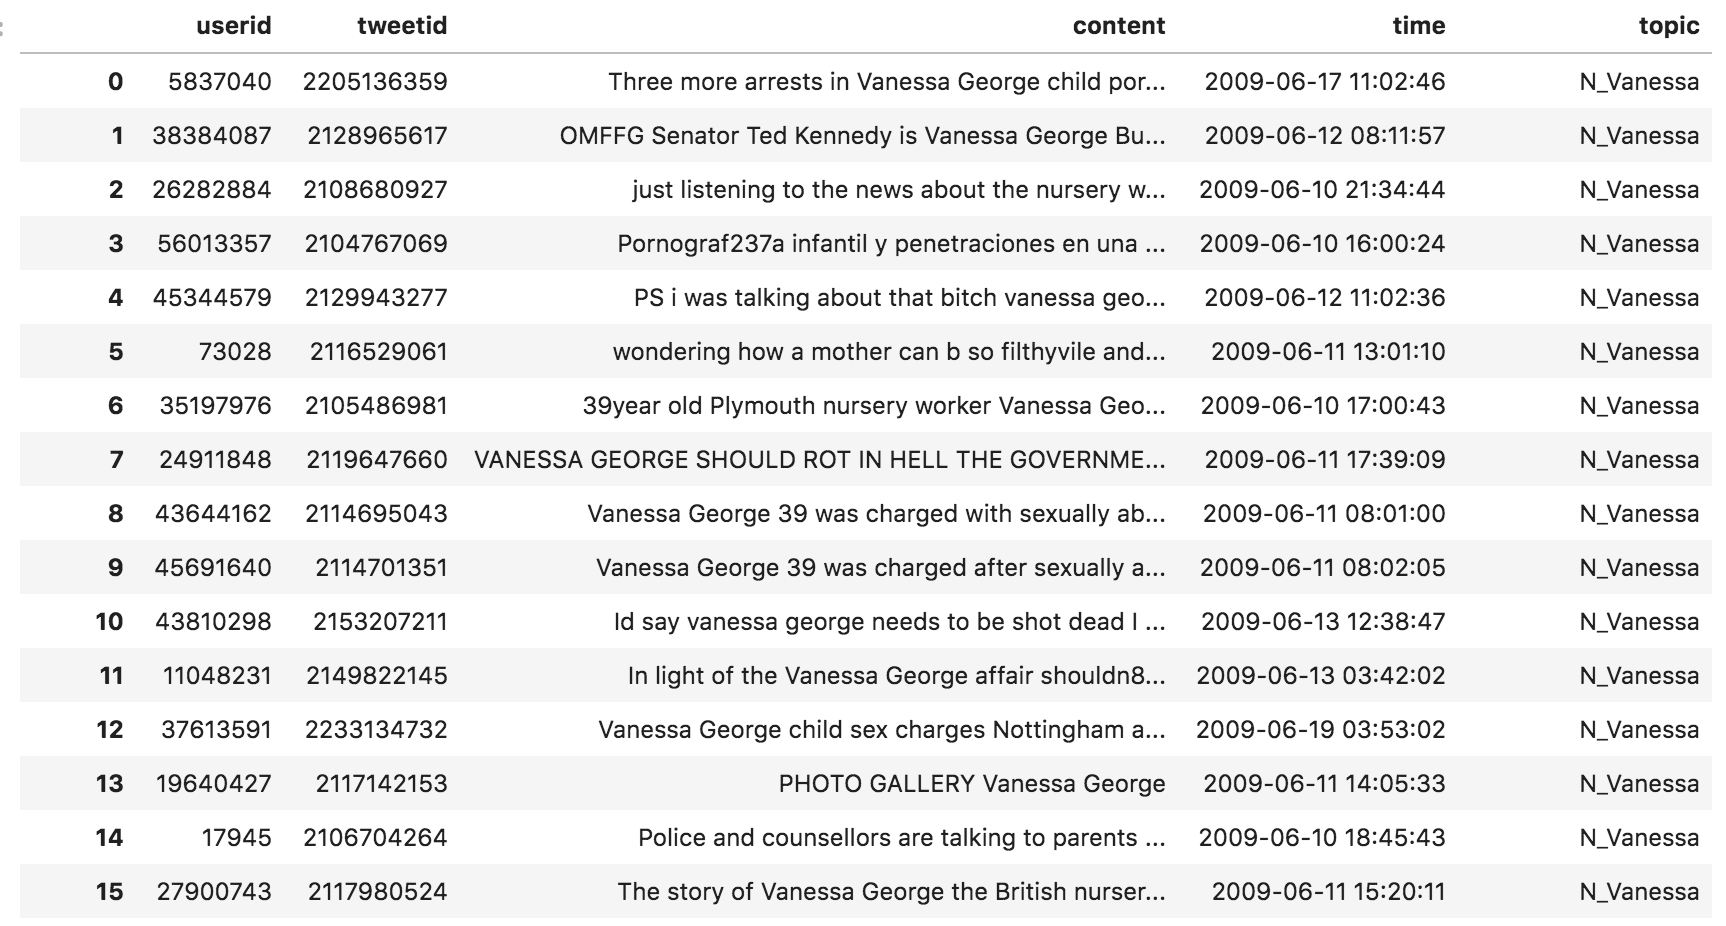 userid tweetid content time topic
0 5837040 2205136359 Three more arrests in Vanessa George child por... 2009-06-17 11:02:46 N_Vanessa
1 38384087 2128965617 OMFFG Senator Ted Kennedy is Vanessa George Bu... 2009-06-12 08:11:57 N_Vanessa
2 26282884 2108680927 just listening to the news about the nursery w... 2009-06-10 21:34:44 N_Vanessa
3 56013357 2104767069 Pornograf237a infantil y penetraciones en una ... 2009-06-10 16:00:24 N_Vanessa
4 45344579 2129943277 PS i was talking about that bitch vanessa geo... 2009-06-12 11:02:36 N_Vanessa
5 73028 2116529061 wondering how a mother can b so filthyvile and... 2009-06-11 13:01:10 N_Vanessa
6 35197976 2105486981 39year old Plymouth nursery worker Vanessa Geo... 2009-06-10 17:00:43 N_Vanessa
7 24911848 2119647660 VANESSA GEORGE SHOULD ROT IN HELL THE GOVERNME... 2009-06-11 17:39:09 N_Vanessa
8 43644162 2114695043 Vanessa George 39 was charged with sexually ab... 2009-06-11 08:01:00 N_Vanessa
9 45691640 2114701351 Vanessa George 39 was charged after sexually a... 2009-06-11 08:02:05 N_Vanessa
10 43810298 2153207211 Id say vanessa george needs to be shot dead I ... 2009-06-13 12:38:47 N_Vanessa
11 11048231 2149822145 In light of the Vanessa George affair shouldn8... 2009-06-13 03:42:02 N_Vanessa
12 37613591 2233134732 Vanessa George child sex charges Nottingham a... 2009-06-19 03:53:02 N_Vanessa
13 19640427 2117142153 PHOTO GALLERY Vanessa George 2009-06-11 14:05:33 N_Vanessa
14 17945 2106704264 Police and counsellors are talking to parents ... 2009-06-10 18:45:43 N_Vanessa
15 27900743 2117980524 The story of Vanessa George the British nurser... 2009-06-11 15:20:11 N_Vanessa